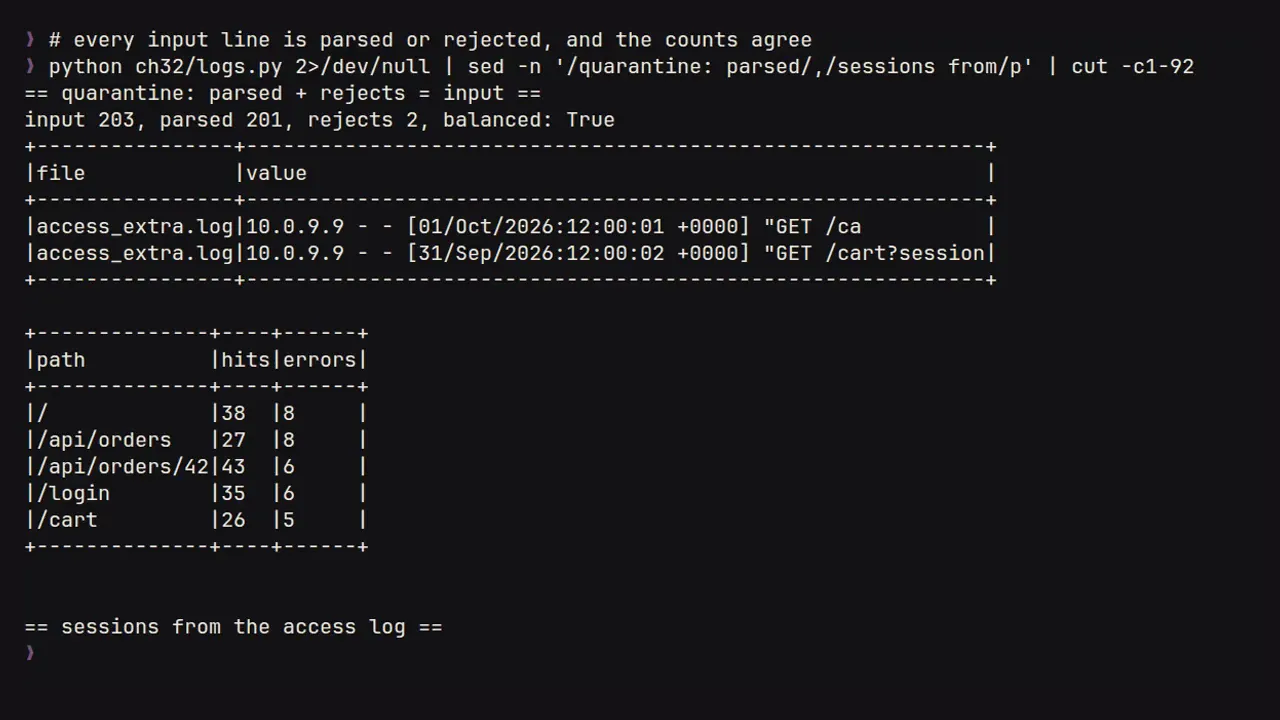 ❱ # every input line is parsed or rejected, and the counts agree
❱ python ch32/logs.py 2>/dev/null | sed -n '/quarantine: parsed/,/sessions from/p' | cut -c1-92
== quarantine: parsed + rejects = input ==
input 203, parsed 201, rejects 2, balanced: True
+----------------+------------------------------------------------------------+
|file            |value                                                       |
+----------------+------------------------------------------------------------+
|access_extra.log|10.0.9.9 - - [01/Oct/2026:12:00:01 +0000] "GET /ca          |
|access_extra.log|10.0.9.9 - - [31/Sep/2026:12:00:02 +0000] "GET /cart?session|
+----------------+------------------------------------------------------------+

+--------------+----+------+
|path          |hits|errors|
+--------------+----+------+
|/             |38  |8     |
|/api/orders   |27  |8     |
|/api/orders/42|43  |6     |
|/login        |35  |6     |
|/cart         |26  |5     |
+--------------+----+------+

== sessions from the access log ==
❱